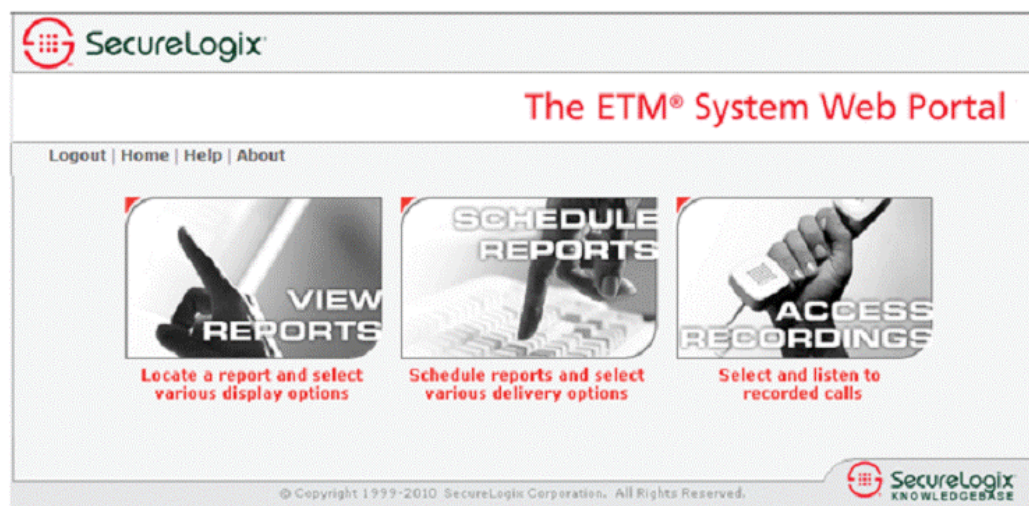 SecureLogix
The ETM® System Web Portal
Logout | Home | Help | About
VIEW
REPORTS
Locate a report and select
various display options
SCHEDULE
REPORTS
Schedule reports and select
various delivery options
ACCESS
RECORDINGS
Select and listen to
recorded calls
© Copyright 1999-2010 SecureLogix Corporation. All Rights Reserved.
SecureLogix
KNOWLEDGEBASE